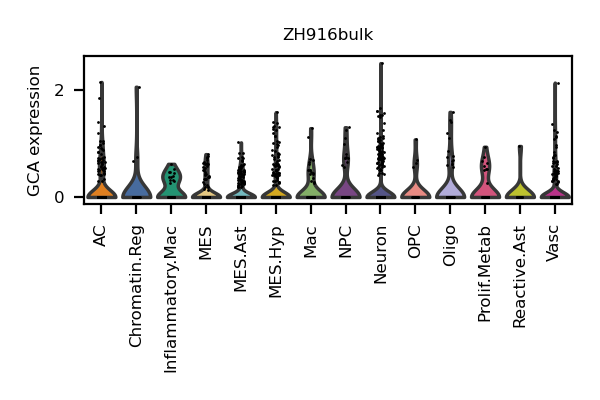 ZH916bulk
GCA expression
2
0
AC
Chromatin.Reg
Inflammatory.Mac
MES
MES.Ast
MES.Hyp
Mac
NPC
Neuron
OPC
Oligo
Prolif.Metab
Reactive.Ast
Vasc